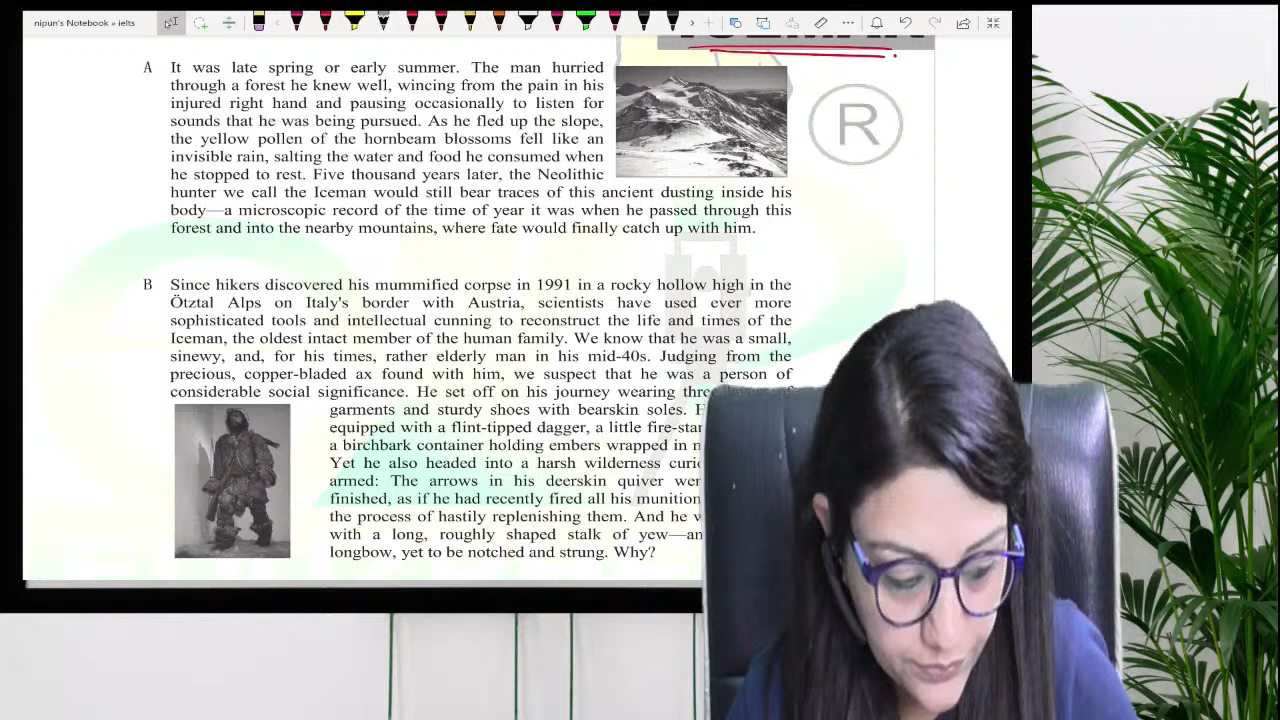 nipun's Notebook » ielts
ICEMAN
A It was late spring or early summer. The man hurried
through a forest he knew well, wincing from the pain in his
injured right hand and pausing occasionally to listen for
sounds that he was being pursued. As he fled up the slope,
the yellow pollen of the hornbeam blossoms fell like an
invisible rain, salting the water and food he consumed when
he stopped to rest. Five thousand years later, the Neolithic
hunter we call the Iceman would still bear traces of this ancient dusting inside his
body—a microscopic record of the time of year it was when he passed through this
forest and into the nearby mountains, where fate would finally catch up with him.
R
B Since hikers discovered his mummified corpse in 1991 in a rocky hollow high in the
Ötztal Alps on Italy's border with Austria, scientists have used ever more
sophisticated tools and intellectual cunning to reconstruct the life and times of the
Iceman, the oldest intact member of the human family. We know that he was a small,
sinewy, and, for his times, rather elderly man in his mid-40s. Judging from the
precious, copper-bladed ax found with him, we suspect that he was a person of
considerable social significance. He set off on his journey wearing three layers of
garments and sturdy shoes with bearskin soles.
equipped with a flint-tipped dagger, a little
a birchbark container holding embers wrapped in
Yet he also headed into a harsh wilderness
armed: The arrows in his deerskin quiver
finished, as if he had recently fired all his
the process of hastily replenishing them. And he
with a long, roughly shaped stalk of yew—
longbow, yet to be notched and strung. Why?